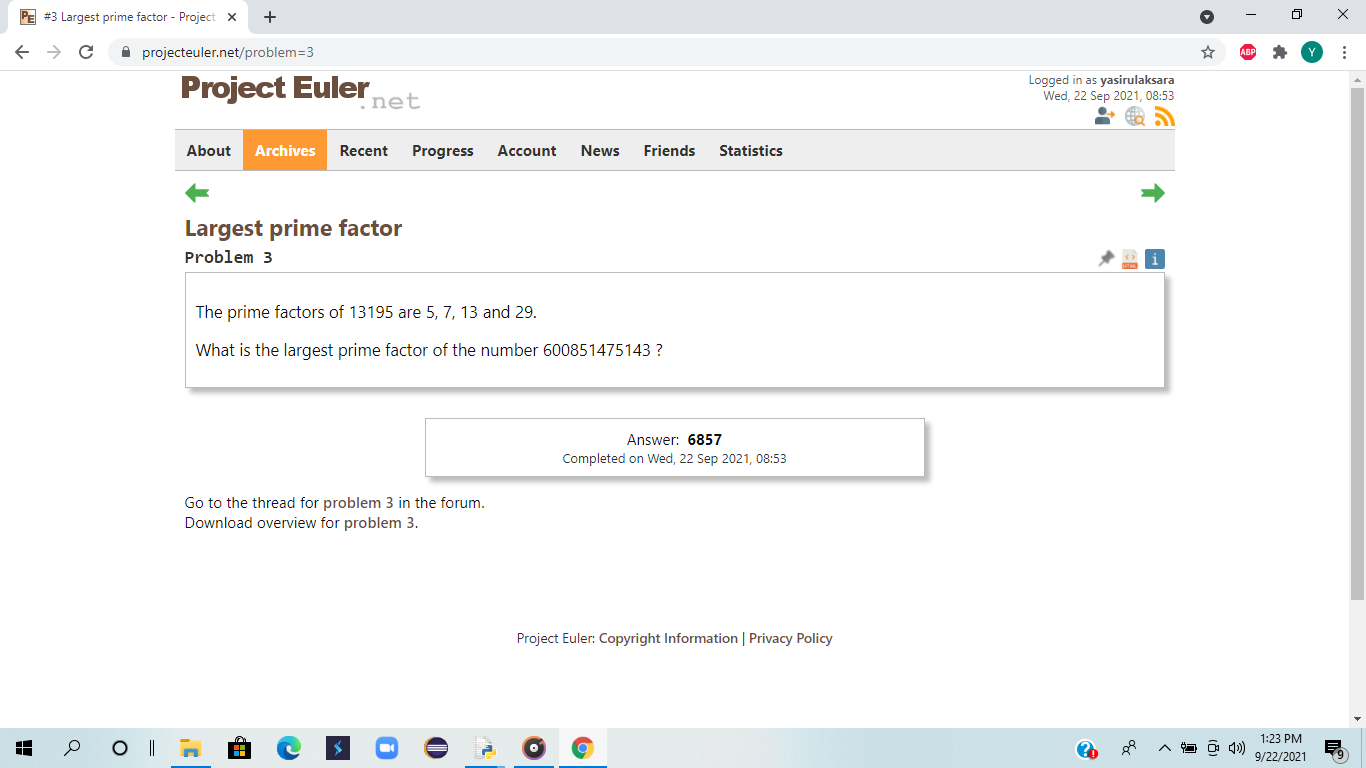 #3 Largest prime factor - Project
projecteuler.net/problem=3
ABP
Y
Project Euler.net
Logged in as yasirulaksara
Wed, 22 Sep 2021, 08:53
About Archives Recent Progress Account News Friends Statistics
Largest prime factor
Problem 3
The prime factors of 13195 are 5, 7, 13 and 29.
What is the largest prime factor of the number 600851475143 ?
Answer: 6857
Completed on Wed, 22 Sep 2021, 08:53
Go to the thread for problem 3 in the forum.
Download overview for problem 3.
Project Euler: Copyright Information | Privacy Policy
1:23 PM
9/22/2021
9